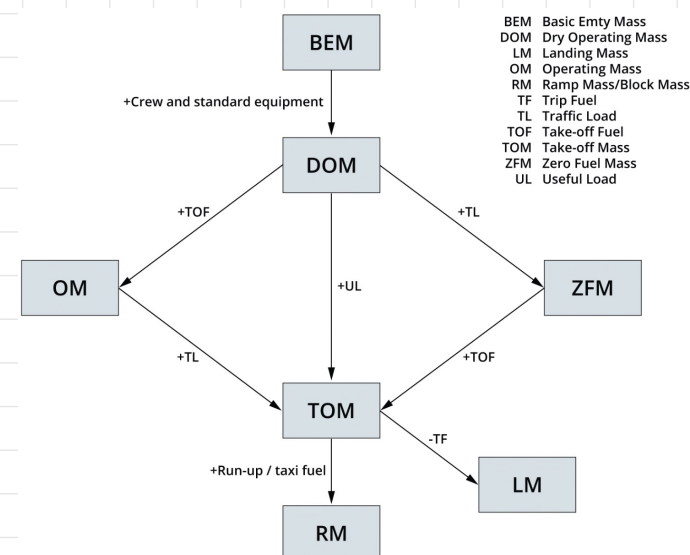 BEM
BEM Basic Emty Mass
DOM Dry Operating Mass
LM Landing Mass
OM Operating Mass
RM Ramp Mass/Block Mass
TF Trip Fuel
TL Traffic Load
TOF Take-off Fuel
TOM Take-off Mass
ZFM Zero Fuel Mass
UL Useful Load
+Crew and standard equipment
DOM
+TOF
+TL
OM
+UL
ZFM
+TL
+TOF
TOM
-TF
+Run-up / taxi fuel
LM
RM